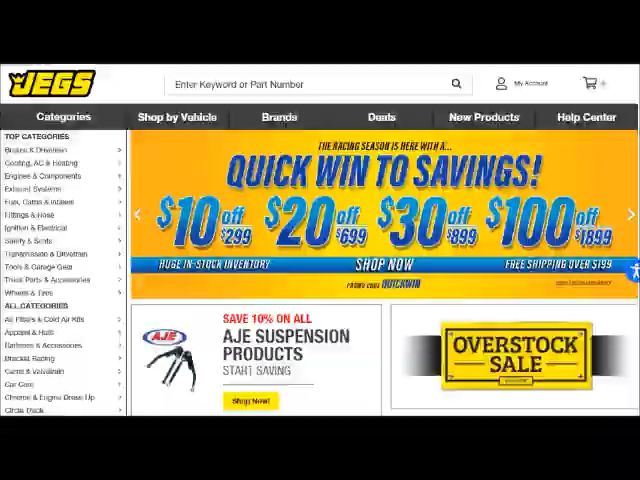 JEGS
Enter Keyword or Part Number
My Account
Categories
Shop by Vehicle
Brands
Deals
New Products
Help Center
TOP CATEGORIES
Brakes & Drivetrain
Cooling, AC & Heating
Engines & Components
Exhaust Systems
Fuel, Carbs & Intakes
Fittings & Hose
Ignition & Electrical
Safety & Seats
Transmission & Drivetrain
Tools & Garage Gear
Truck Parts & Accessories
Wheels & Tires
ALL CATEGORIES
Air Filters & Cold Air Kits
Apparel & Hats
Batteries & Accessories
Bracket Racing
Cams & Valvetrain
Car Care
Chrome & Engine Dress Up
Circle Track
THE RACING SEASON IS HERE WITH A...
QUICK WIN TO SAVINGS!
$10 off $299
$20 off $699
$30 off $899
$100 off $1899
HUGE IN-STOCK INVENTORY
SHOP NOW
FREE SHIPPING OVER $199
PROMO CODE QUICKWIN
AJE
SAVE 10% ON ALL
AJE SUSPENSION
PRODUCTS
START SAVING
Shop Now!
OVERSTOCK
SALE